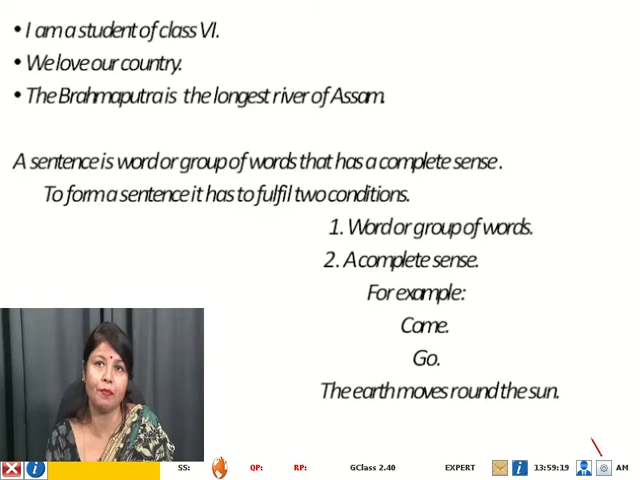 • I am a student of class VI.
• We love our country.
• The Brahmaputra is the longest river of Assam.
A sentence is word or group of words that has a complete sense.
To form a sentence it has to fulfil two conditions.
1. Word or group of words.
2. A complete sense.
For example:
Come.
Go.
The earth moves round the sun.
SS: QP: RP: GClass 2.40 EXPERT 13:59:19 AM